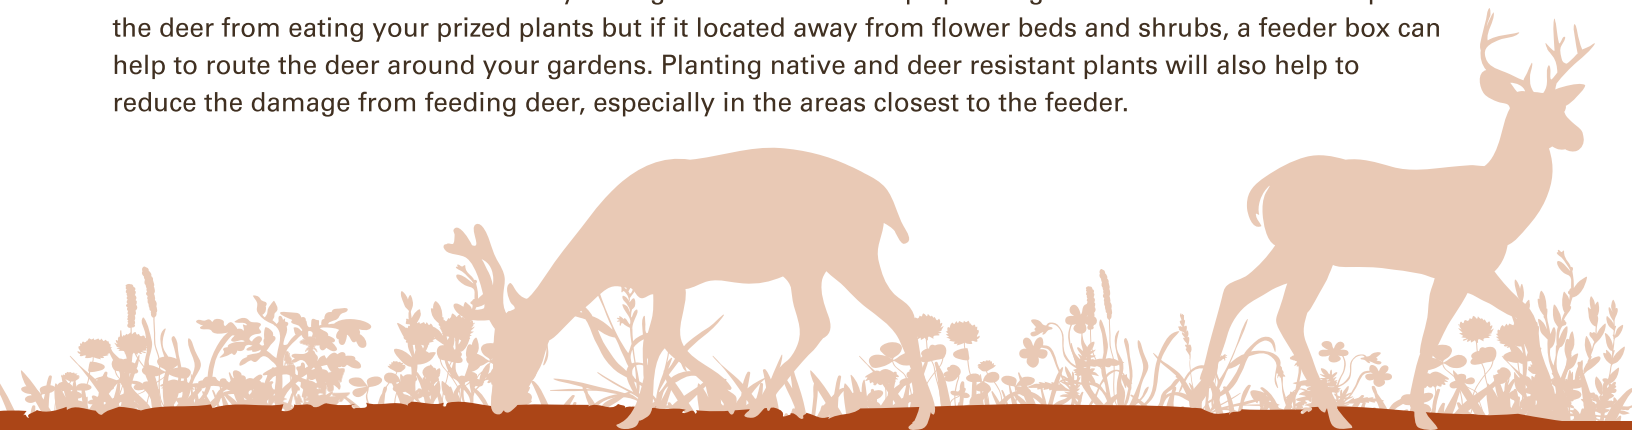 the deer from eating your prized plants but if it located away from flower beds and shrubs, a feeder box can
help to route the deer around your gardens. Planting native and deer resistant plants will also help to
reduce the damage from feeding deer, especially in the areas closest to the feeder.